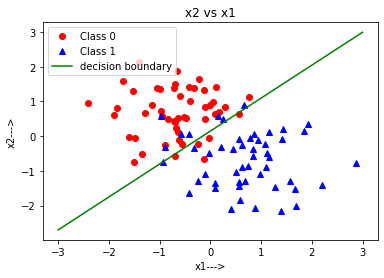 x2 vs x1
Class 0
Class 1
decision boundary
x2--->
3
2
1
0
−1
−2
−3 −2 −1 0 1 2 3
x1--->